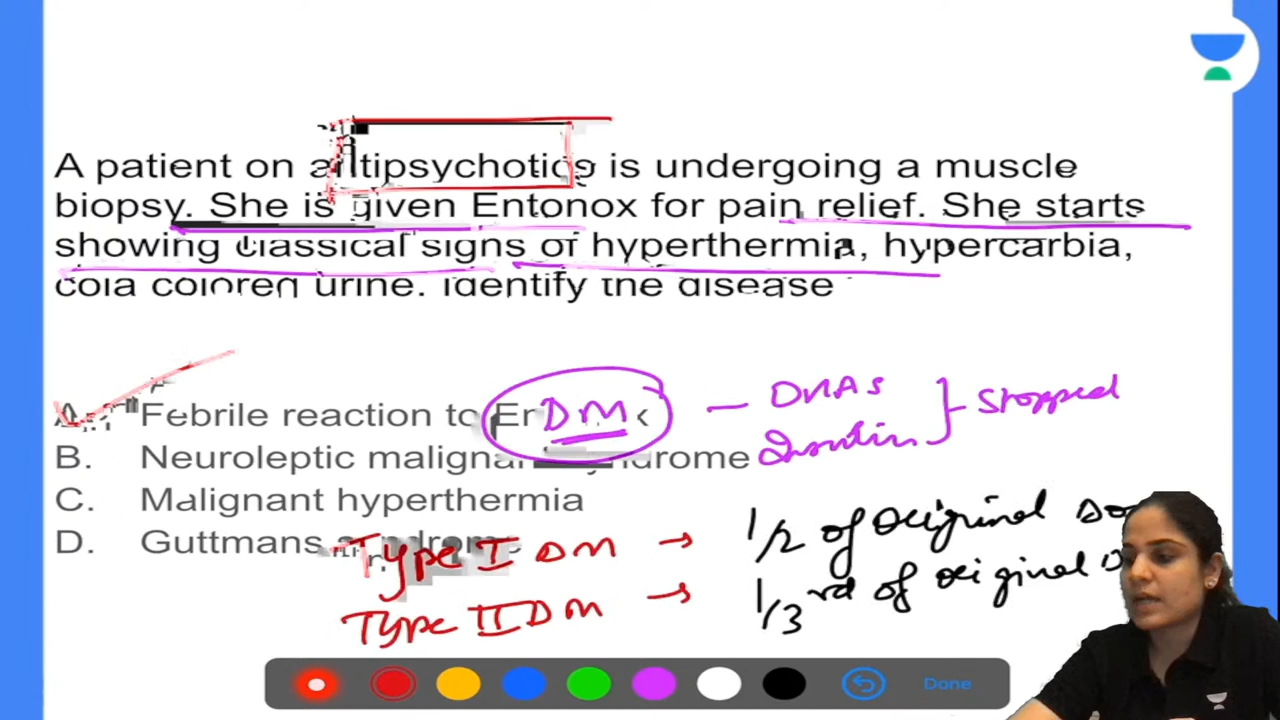 A patient on antipsychotics is undergoing a muscle
biopsy. She is given Entonox for pain relief. She starts
showing classical signs of hyperthermia, hypercarbia,
cola colored urine. Identify the disease
Febrile reaction to
DM – OHAs
Insulin } Stopped
B. Neuroleptic malignant syndrome
C. Malignant hyperthermia
D. Guttmans
Type I DM → 1/2 of original
Type II DM → 1/3rd of original
Done